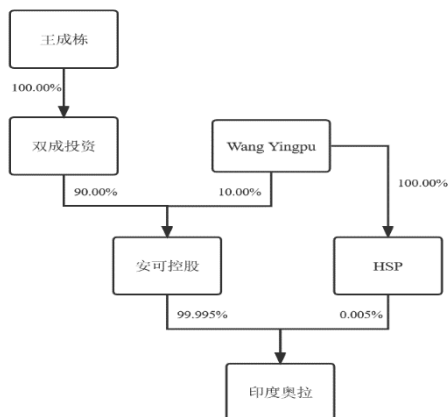 王成栋
100.00%
双成投资
Wang Yingpu
90.00%
10.00%
100.00%
安可控股
HSP
99.995%
0.005%
印度奥拉